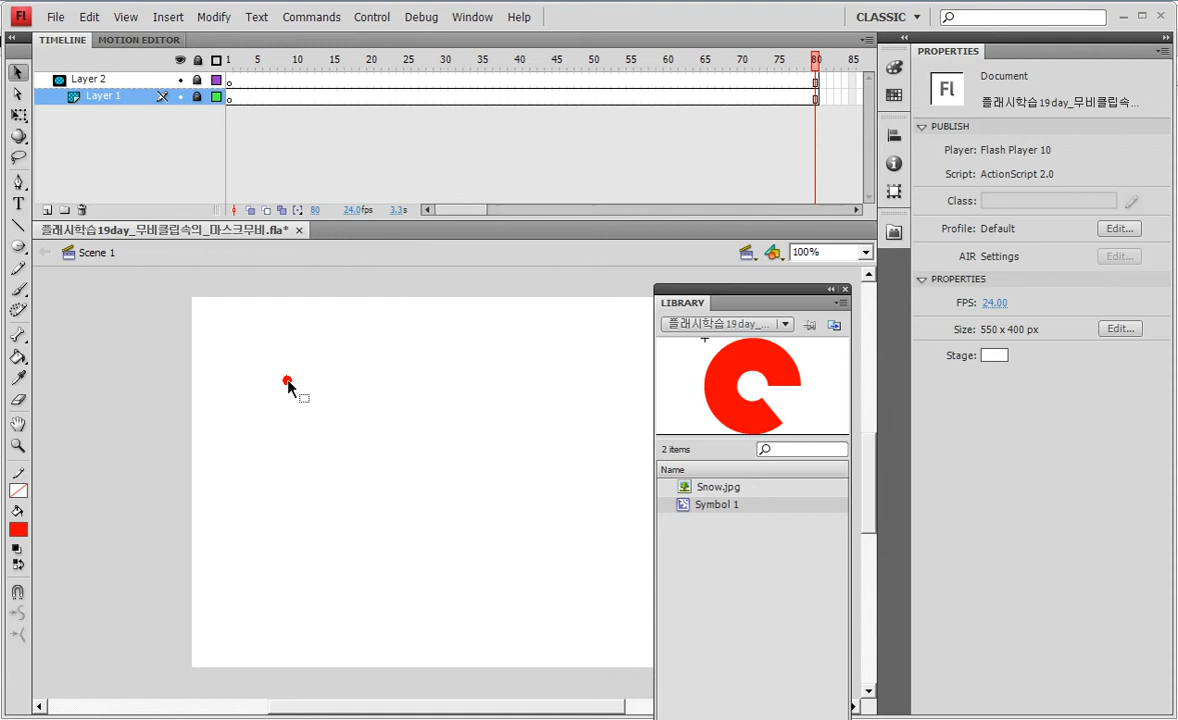 Fl File Edit View Insert Modify Text Commands Control Debug Window Help CLASSIC
TIMELINE MOTION EDITOR
1 5 10 15 20 25 30 35 40 45 50 55 60 65 70 75 80 85
Layer 2
Layer 1
80 24.0fps 3.3s
플래시학습19day_무비클립속의_마스크무비.fla*
Scene 1
100%
LIBRARY
플래시학습19day_...
2 items
Name
Snow.jpg
Symbol 1
PROPERTIES
Document
Fl
플래시학습19day_무비클립속...
PUBLISH
Player: Flash Player 10
Script: ActionScript 2.0
Class:
Profile: Default Edit...
AIR Settings Edit...
PROPERTIES
FPS: 24.00
Size: 550 x 400 px Edit...
Stage: